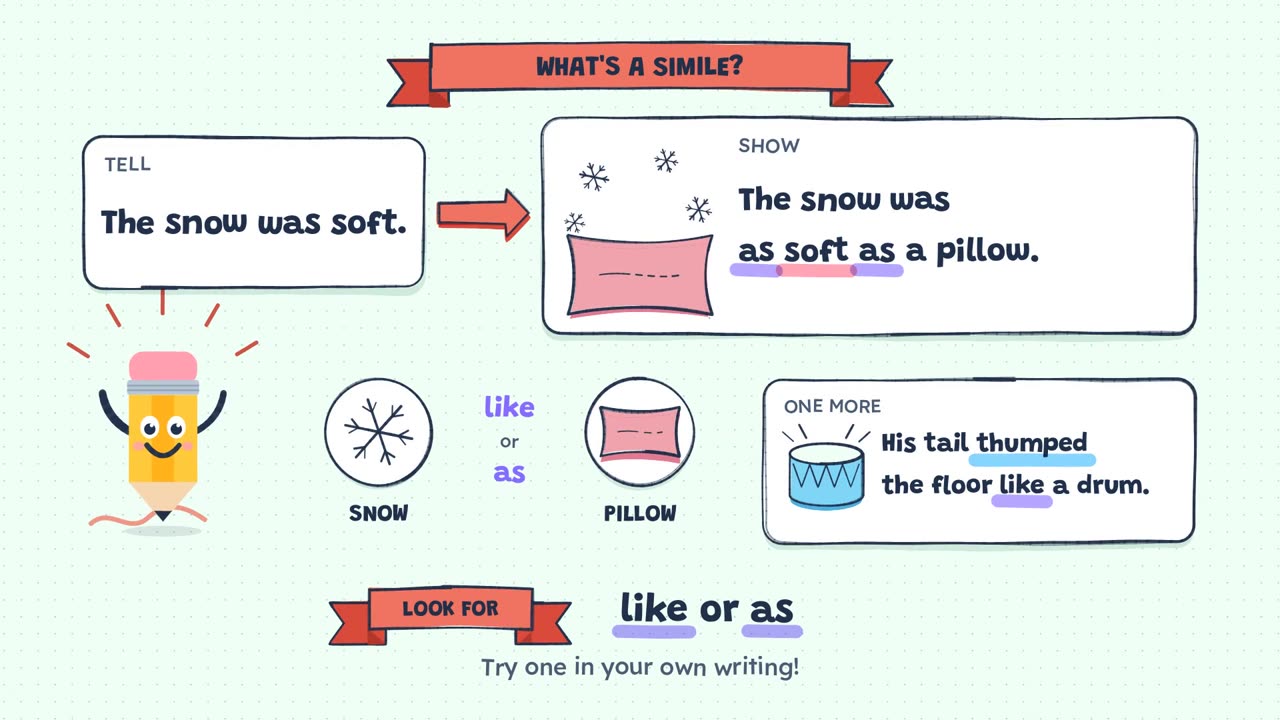 WHAT'S A SIMILE?
TELL
The snow was soft.
SHOW
The snow was
as soft as a pillow.
like
or
as
SNOW
PILLOW
ONE MORE
His tail thumped
the floor like a drum.
LOOK FOR
like or as
Try one in your own writing!